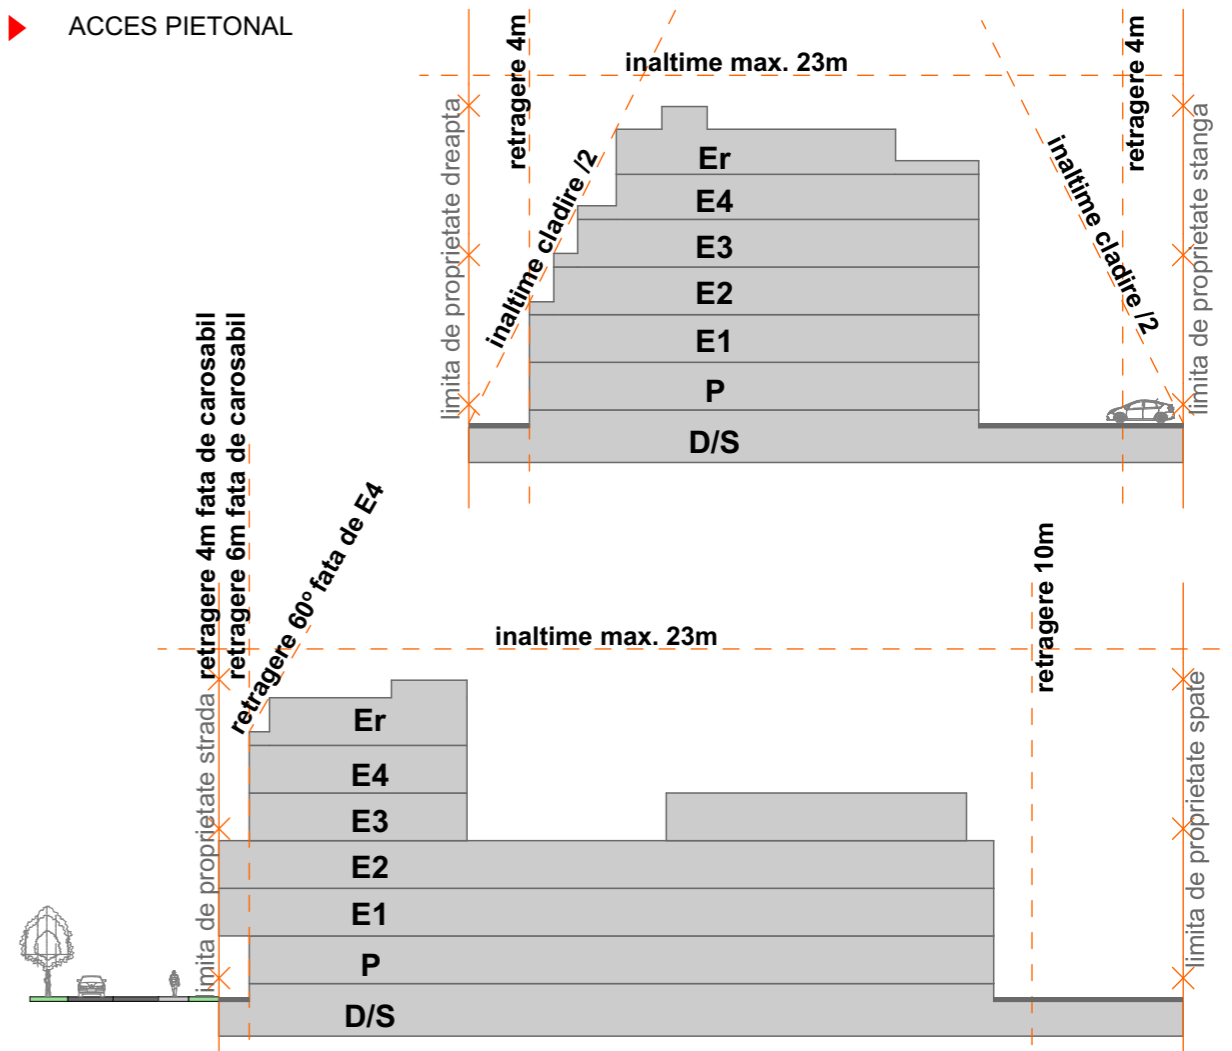 ACCES PIETONAL
inaltime max. 23m
retragere 4m
retragere 4m
limita de proprietate dreapta
inaltime cladire /2
inaltime cladire /2
limita de proprietate stanga
Er
E4
E3
E2
E1
P
D/S
retragere 4m fata de carosabil
retragere 6m fata de carosabil
retragere 60° fata de E4
inaltime max. 23m
retragere 10m
imita de proprietate strada
limita de proprietate spate
Er
E4
E3
E2
E1
P
D/S